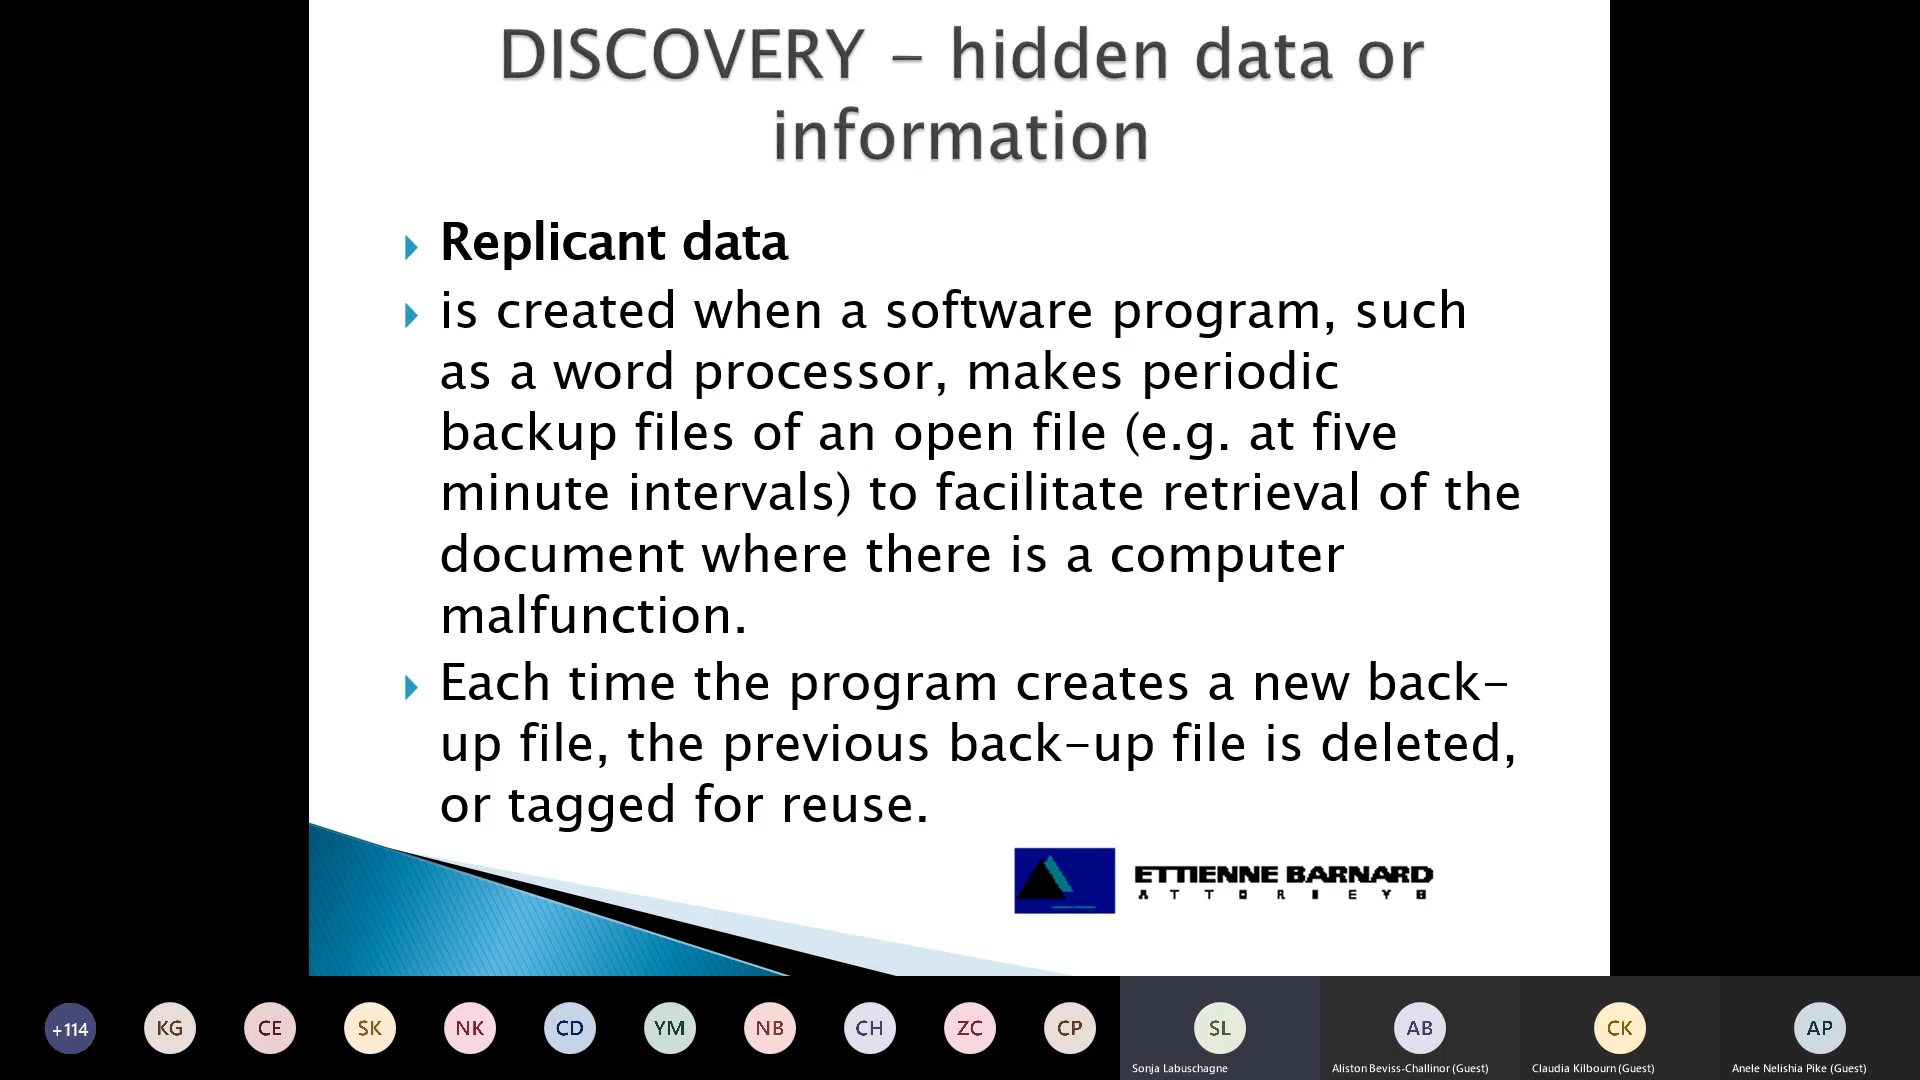 DISCOVERY – hidden data or
information
Replicant data
is created when a software program, such
as a word processor, makes periodic
backup files of an open file (e.g. at five
minute intervals) to facilitate retrieval of the
document where there is a computer
malfunction.
Each time the program creates a new back-
up file, the previous back-up file is deleted,
or tagged for reuse.
ETTIENNE BARNARD
ATTORNEYS
+114 KG CE SK NK CD YM NB CH ZC CP SL AB CK AP
Sonja Labuschagne Aliston Beviss-Challinor (Guest) Claudia Kilbourn (Guest) Anele Nelishia Pike (Guest)